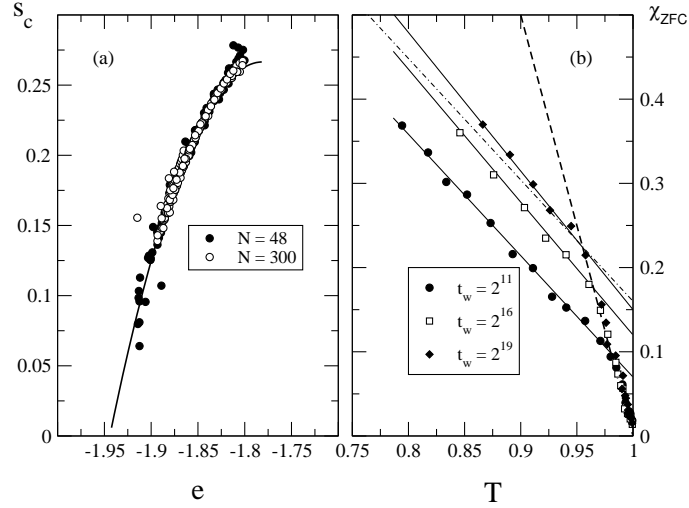 s_c
(a)
0.25
0.2
0.15
0.1
0.05
0
N = 48
N = 300
-1.95 -1.9 -1.85 -1.8 -1.75
e
χ_ZFC
(b)
0.4
0.3
0.2
0.1
0
t_w = 2^11
t_w = 2^16
t_w = 2^19
0.75 0.8 0.85 0.9 0.95 1
T